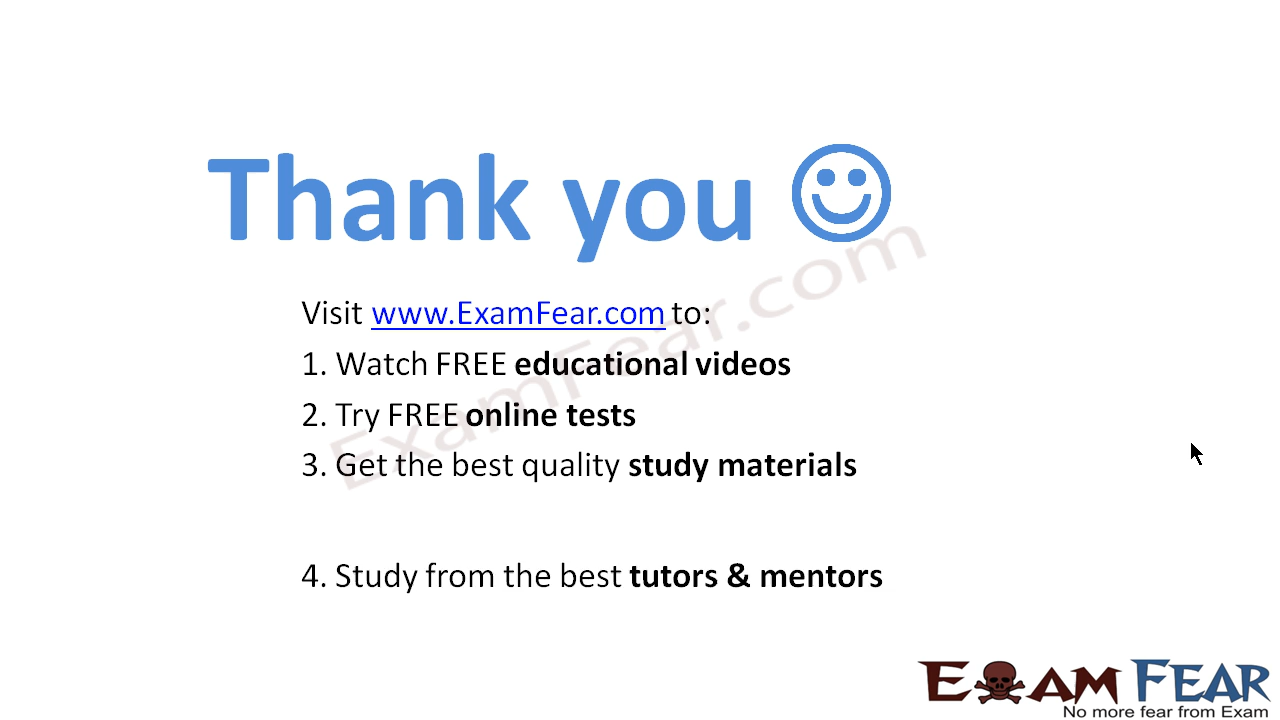 Thank you
Visit www.ExamFear.com to:
1. Watch FREE educational videos
2. Try FREE online tests
3. Get the best quality study materials
4. Study from the best tutors & mentors
ExamFear.com
EXAM FEAR
No more fear from Exam